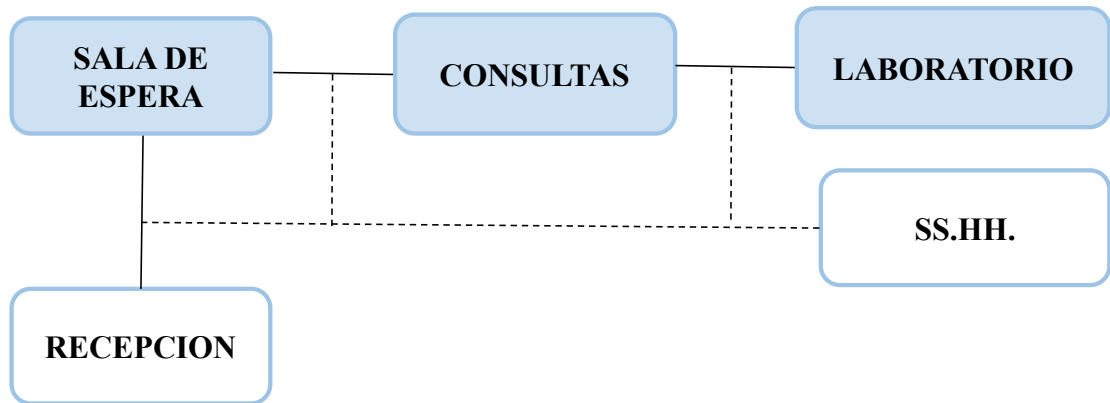 SALA DE
ESPERA
CONSULTAS
LABORATORIO
SS.HH.
RECEPCION